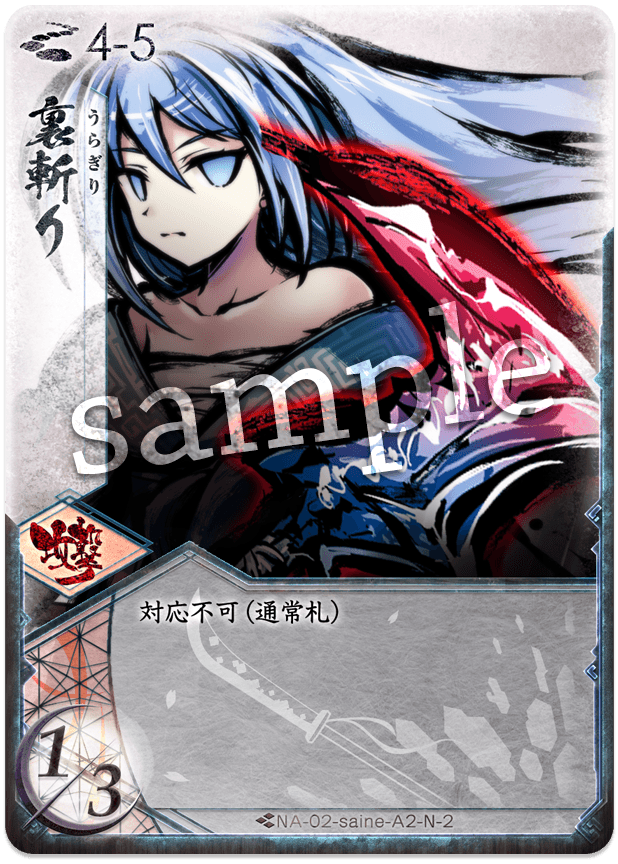 4-5
裏斬り
うらぎり
sample
攻撃
対応不可(通常札)
1/3
NA-02-saine-A2-N-2